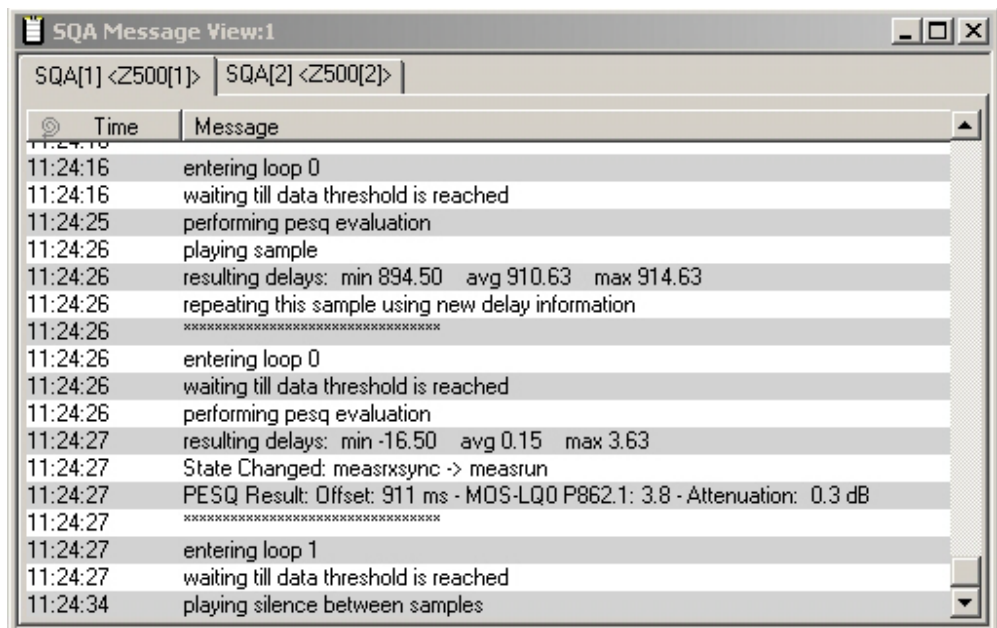 SQA Message View:1
SQA[1] <Z500[1]> SQA[2] <Z500[2]>
Time Message
11:24:16 entering loop 0
11:24:16 waiting till data threshold is reached
11:24:25 performing pesq evaluation
11:24:26 playing sample
11:24:26 resulting delays: min 894.50 avg 910.63 max 914.63
11:24:26 repeating this sample using new delay information
11:24:26 *********************************
11:24:26 entering loop 0
11:24:26 waiting till data threshold is reached
11:24:26 performing pesq evaluation
11:24:27 resulting delays: min -16.50 avg 0.15 max 3.63
11:24:27 State Changed: measrxsync -> measrun
11:24:27 PESQ Result: Offset: 911 ms - MOS-LQ0 P862.1: 3.8 - Attenuation: 0.3 dB
11:24:27 *********************************
11:24:27 entering loop 1
11:24:27 waiting till data threshold is reached
11:24:34 playing silence between samples